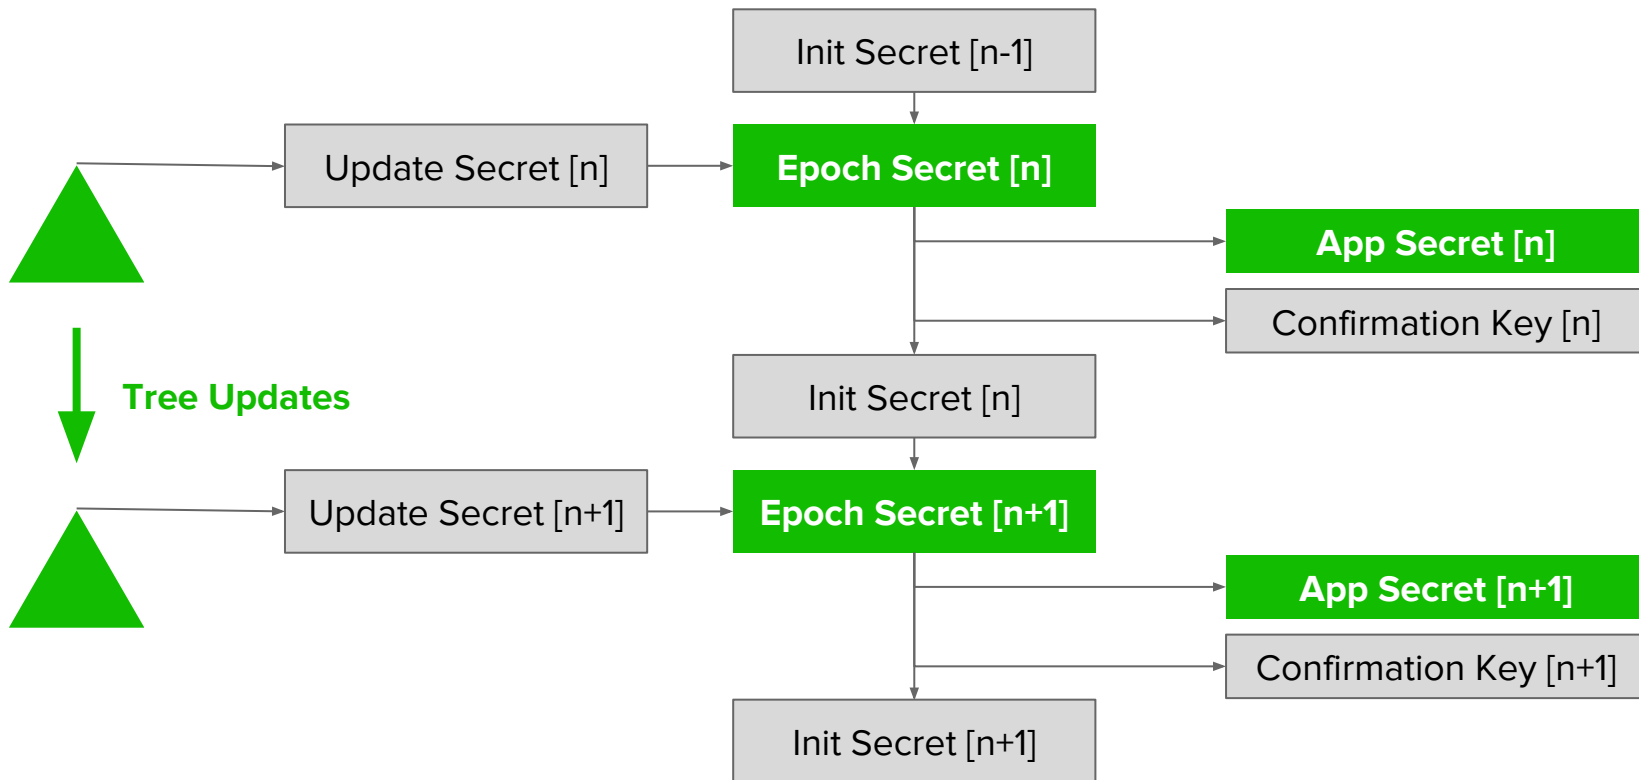 Init Secret [n-1]
Update Secret [n]
Epoch Secret [n]
App Secret [n]
Confirmation Key [n]
Tree Updates
Init Secret [n]
Update Secret [n+1]
Epoch Secret [n+1]
App Secret [n+1]
Confirmation Key [n+1]
Init Secret [n+1]